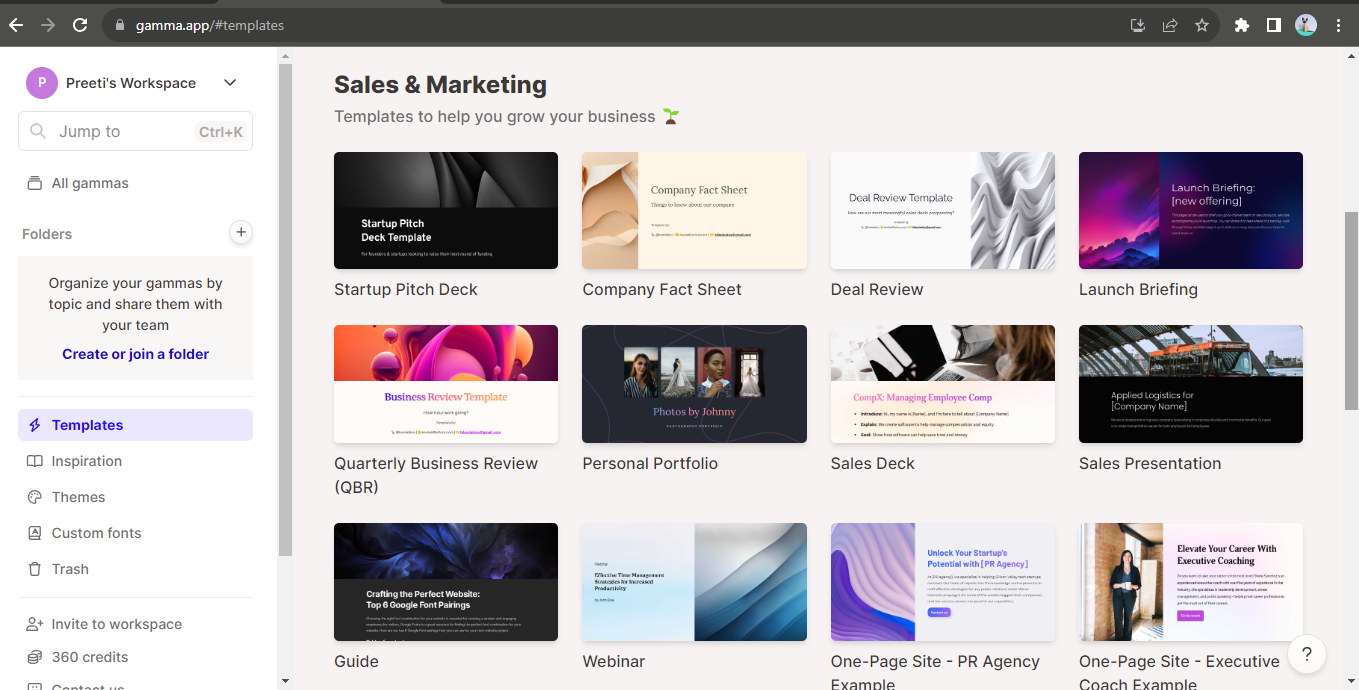 gamma.app/#templates
P
Preeti's Workspace
Jump to
Ctrl+K
All gammas
Folders
+
Organize your gammas by
topic and share them with
your team
Create or join a folder
Templates
Inspiration
Themes
Custom fonts
Trash
Invite to workspace
360 credits
Contact us
Sales & Marketing
Templates to help you grow your business
Startup Pitch
Deck Template
For founders & startups looking to raise their next round of funding
Startup Pitch Deck
Company Fact Sheet
Things to know about our company
Company Fact Sheet
Deal Review Template
How are our most meaningful sales deals progressing?
Deal Review
Launch Briefing:
[new offering]
Launch Briefing
Business Review Template
How is our work going?
Quarterly Business Review
(QBR)
Photos by Johnny
PHOTOGRAPHY PORTFOLIO
Personal Portfolio
CompX: Managing Employee Comp
Introduce: Hi, my name is [Name], and I'm here to tell about [Company Name]
Explain: We create software to help manage compensation and equity
Goal: Show how software can help save time and money
Sales Deck
Applied Logistics for
[Company Name]
Sales Presentation
Crafting the Perfect Website:
Top 6 Google Font Pairings
Guide
Webinar
Effective Time Management
Strategies for Increased
Productivity
Webinar
Unlock Your Startup's
Potential with [PR Agency]
Contact us
One-Page Site - PR Agency
Example
Elevate Your Career With
Executive Coaching
One-Page Site - Executive
Coach Example
?